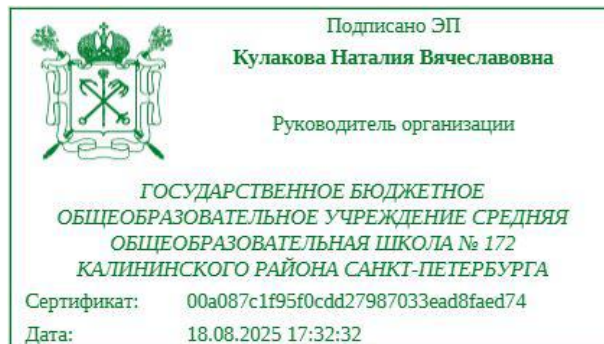 Подписано ЭП
Кулакова Наталия Вячеславовна
Руководитель организации
ГОСУДАРСТВЕННОЕ БЮДЖЕТНОЕ
ОБЩЕОБРАЗОВАТЕЛЬНОЕ УЧРЕЖДЕНИЕ СРЕДНЯЯ
ОБЩЕОБРАЗОВАТЕЛЬНАЯ ШКОЛА № 172
КАЛИНИНСКОГО РАЙОНА САНКТ-ПЕТЕРБУРГА
Сертификат: 00a087c1f95f0cdd27987033ead8faed74
Дата: 18.08.2025 17:32:32